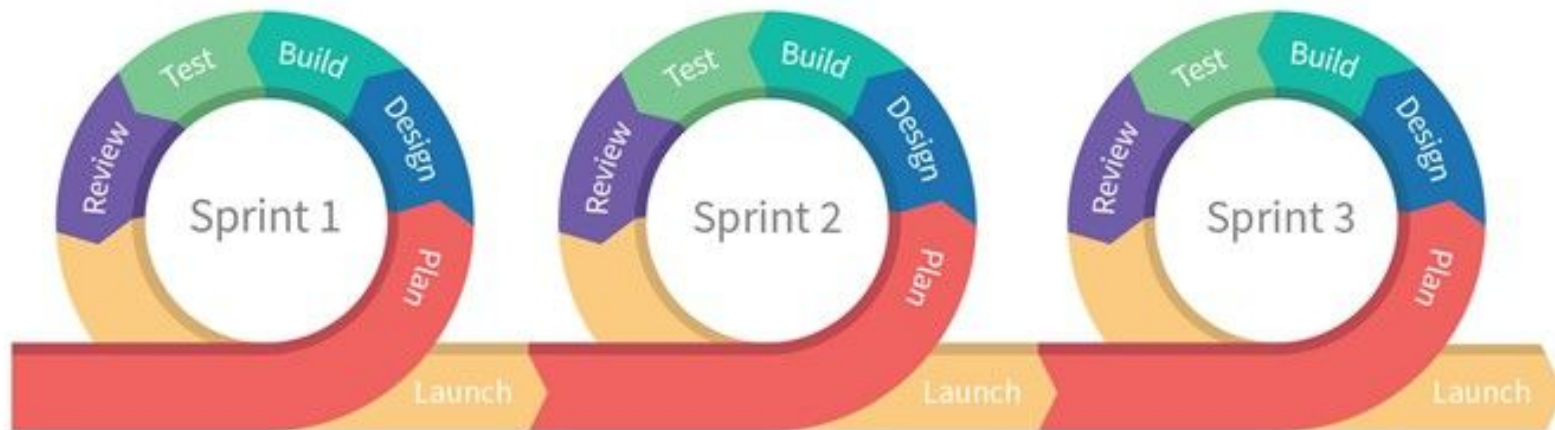 Sprint 1
Plan
Design
Build
Test
Review
Launch
Sprint 2
Plan
Design
Build
Test
Review
Launch
Sprint 3
Plan
Design
Build
Test
Review
Launch